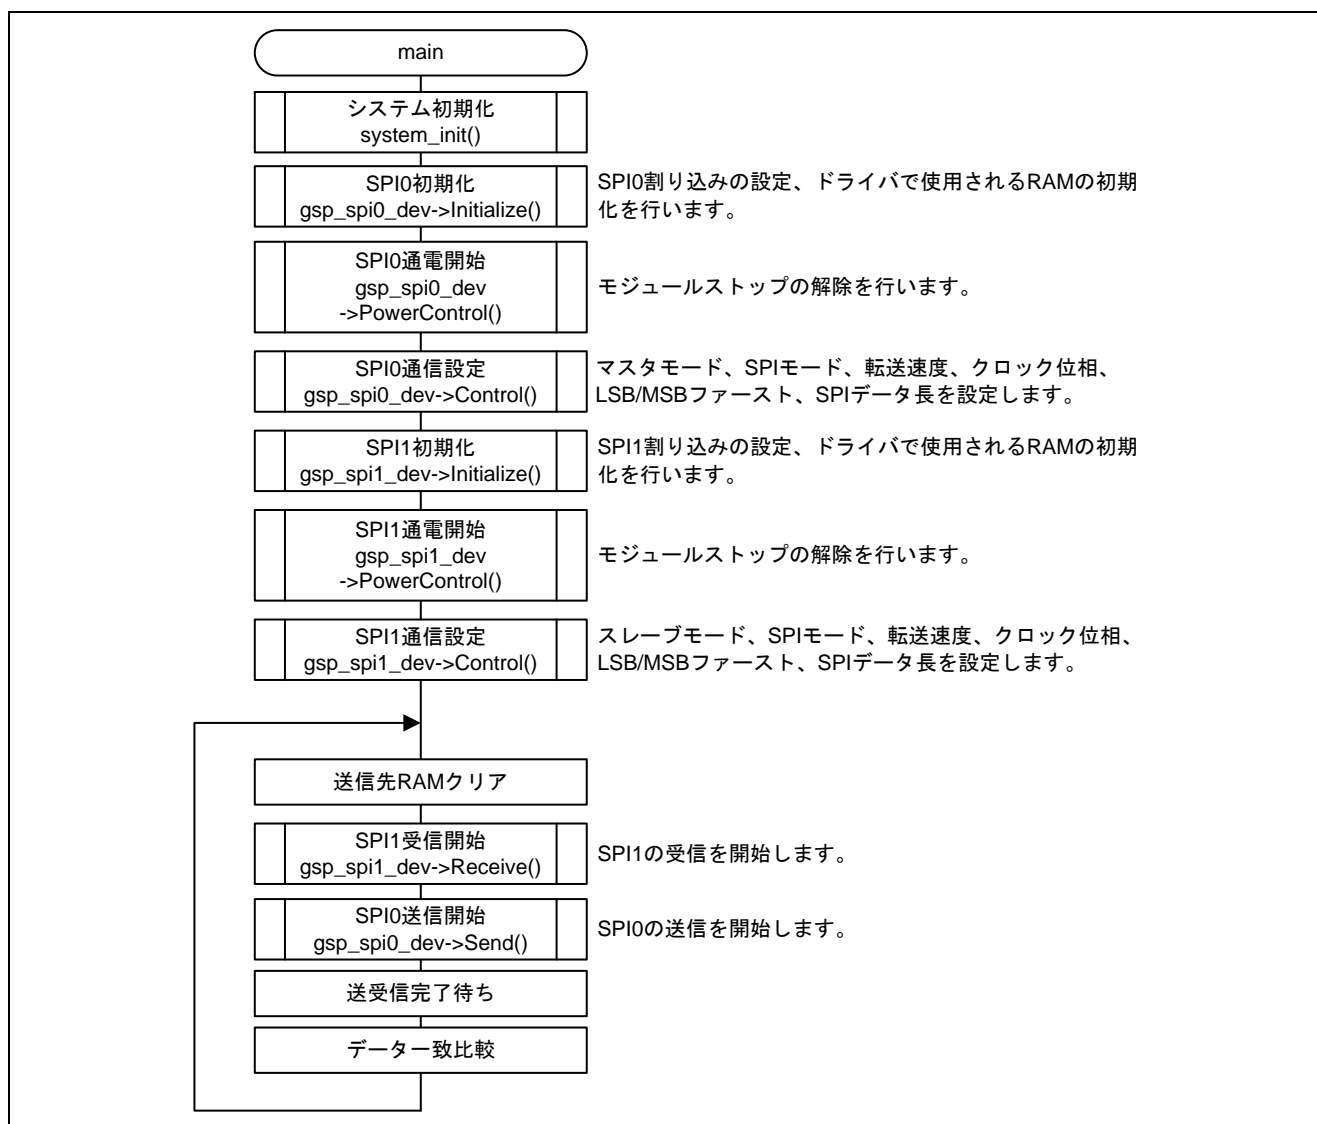 main
システム初期化
system_init()
SPI0初期化
gsp_spi0_dev->Initialize()
SPI0割り込みの設定、ドライバで使用されるRAMの初期
化を行います。
SPI0通電開始
gsp_spi0_dev
->PowerControl()
モジュールストップの解除を行います。
SPI0通信設定
gsp_spi0_dev->Control()
マスタモード、SPIモード、転送速度、クロック位相、
LSB/MSBファースト、SPIデータ長を設定します。
SPI1初期化
gsp_spi1_dev->Initialize()
SPI1割り込みの設定、ドライバで使用されるRAMの初期
化を行います。
SPI1通電開始
gsp_spi1_dev
->PowerControl()
モジュールストップの解除を行います。
SPI1通信設定
gsp_spi1_dev->Control()
スレーブモード、SPIモード、転送速度、クロック位相、
LSB/MSBファースト、SPIデータ長を設定します。
送信先RAMクリア
SPI1受信開始
gsp_spi1_dev->Receive()
SPI1の受信を開始します。
SPI0送信開始
gsp_spi0_dev->Send()
SPI0の送信を開始します。
送受信完了待ち
データ一致比較